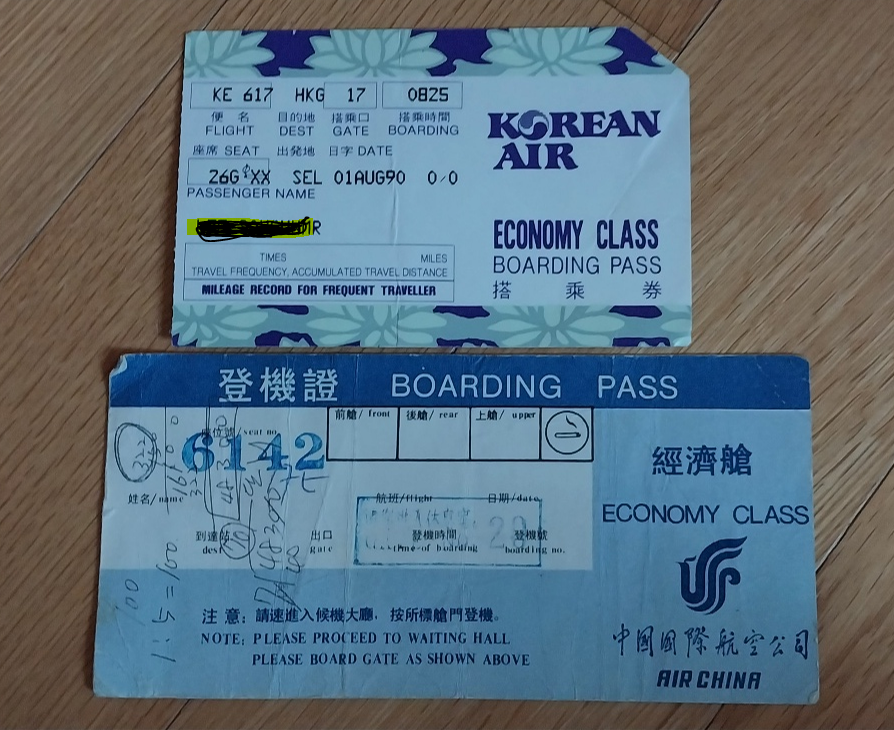 KE 617 HKG 17 0825
便名 目的地 搭乘口 搭乘時間
FLIGHT DEST GATE BOARDING
座席 SEAT 出発地 日字 DATE
26G XX SEL 01AUG90 0/0
PASSENGER NAME
R
TIMES MILES
TRAVEL FREQUENCY, ACCUMULATED TRAVEL DISTANCE
MILEAGE RECORD FOR FREQUENT TRAVELLER
KOREAN
AIR
ECONOMY CLASS
BOARDING PASS
搭乘券
登機證 BOARDING PASS
前艙/front 後艙/rear 上艙/upper
座位號/seat no.
6142
姓名/name 航班/flight 日期/date
到達站 出口 登機時間 登機號
dest gate time of boarding boarding no.
注意：請速進入候機大廳，按所標艙門登機。
NOTE: PLEASE PROCEED TO WAITING HALL
PLEASE BOARD GATE AS SHOWN ABOVE
經濟艙
ECONOMY CLASS
中国國際航空公司
AIR CHINA